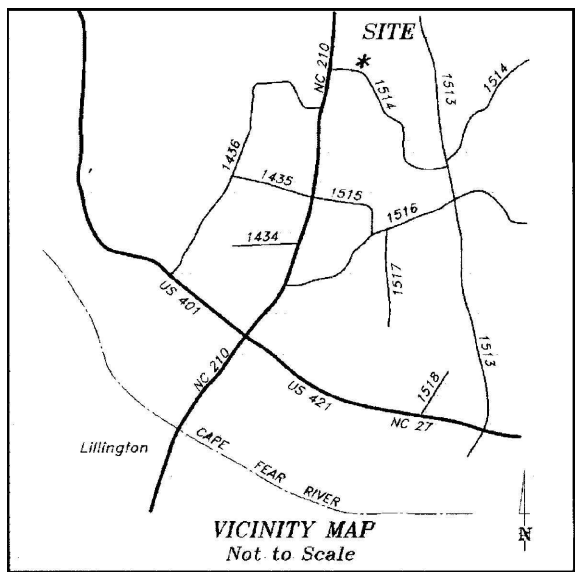 SITE
*
NC 210
1513
1514
1514
1436
1435
1515
1516
1434
1517
US 401
1513
NC 210
US 421
1518
NC 27
Lillington
CAPE FEAR RIVER
VICINITY MAP
Not to Scale
N